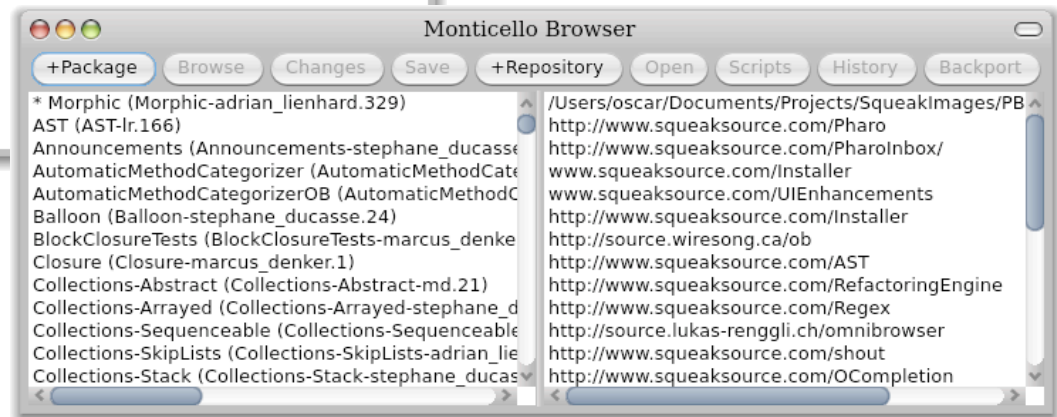 Monticello Browser
+Package Browse Changes Save +Repository Open Scripts History Backport
* Morphic (Morphic-adrian_lienhard.329)
AST (AST-lr.166)
Announcements (Announcements-stephane_ducasse
AutomaticMethodCategorizer (AutomaticMethodCate
AutomaticMethodCategorizerOB (AutomaticMethodC
Balloon (Balloon-stephane_ducasse.24)
BlockClosureTests (BlockClosureTests-marcus_denke
Closure (Closure-marcus_denker.1)
Collections-Abstract (Collections-Abstract-md.21)
Collections-Arrayed (Collections-Arrayed-stephane_d
Collections-Sequenceable (Collections-Sequenceable
Collections-SkipLists (Collections-SkipLists-adrian_lie
Collections-Stack (Collections-Stack-stephane_ducas
/Users/oscar/Documents/Projects/SqueakImages/PB
http://www.squeaksource.com/Pharo
http://www.squeaksource.com/PharoInbox/
www.squeaksource.com/Installer
www.squeaksource.com/UIEnhancements
http://www.squeaksource.com/Installer
http://source.wiresong.ca/ob
http://www.squeaksource.com/AST
http://www.squeaksource.com/RefactoringEngine
http://www.squeaksource.com/Regex
http://source.lukas-renggli.ch/omnibrowser
http://www.squeaksource.com/shout
http://www.squeaksource.com/OCompletion